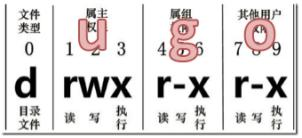 文件 属主 属组 其他用户
类型 权 u g o 权限
0 1 2 3 4 5 6 7 8 9
d rwx r-x r-x
目录 读 写 执 读 写 执 读 写 执
文件 行 行 行